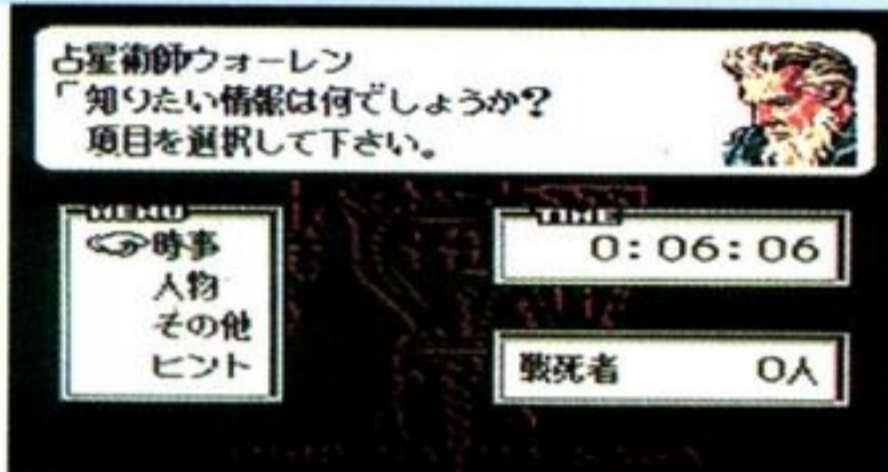 占星術師ウォーレン
「知りたい情報は何でしょうか?
項目を選択して下さい。
MENU
時事
人物
その他
ヒント
TIME
0:06:06
戦死者 0人